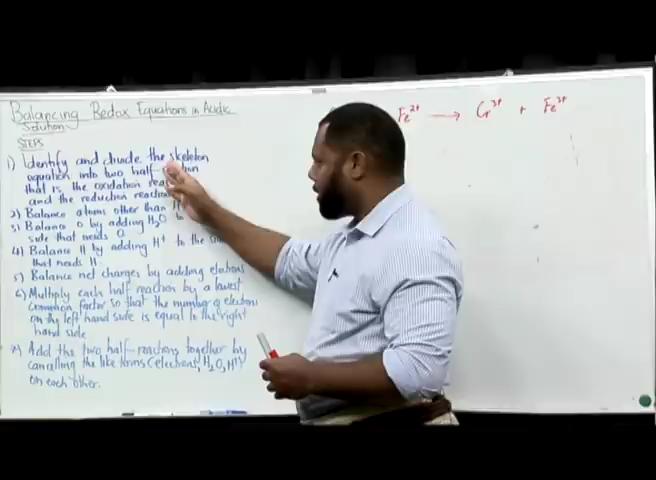 Balancing Redox Equations in Acidic
Solution
STEPS
1) Identify and divide the skeleton
equation into two half-
that is the oxidation
and the reduction
2) Balance atoms other than
3) Balance O by adding H₂O to
side that needs O
4) Balance H by adding H⁺ to the
that needs H
5) Balance net charges by adding electrons
6) Multiply each half reaction by a lowest
common factor so that the number of electrons
on the left hand side is equal to the right
hand side
7) Add the two half-reactions together by
cancelling the like terms (electrons, H₂O, H⁺)
on each other.
Fe²⁺ → Cr³⁺ + Fe³⁺